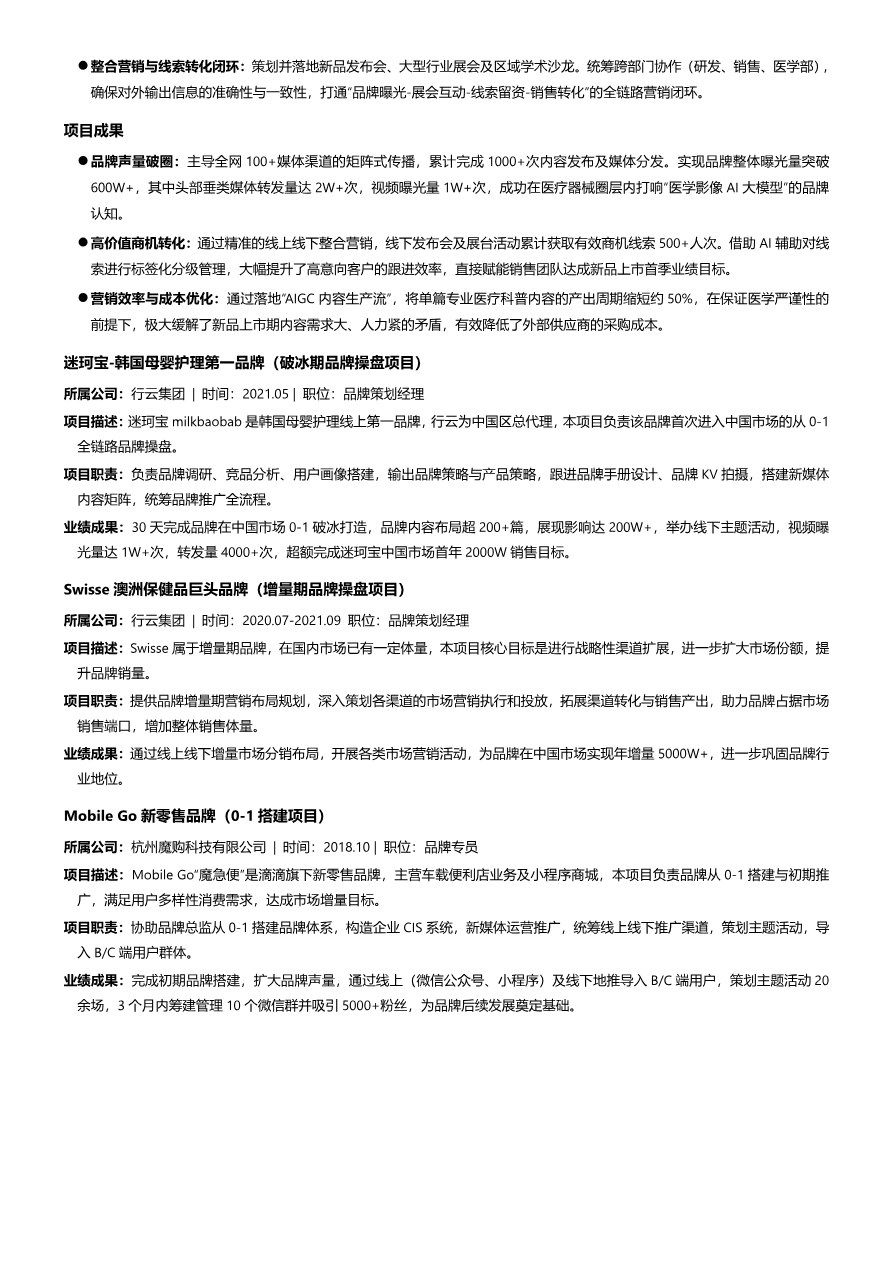 ●整合营销与线索转化闭环：策划并落地新品发布会、大型行业展会及区域学术沙龙。统筹跨部门协作（研发、销售、医学部），
确保对外输出信息的准确性与一致性，打通“品牌曝光-展会互动-线索留资-销售转化”的全链路营销闭环。
项目成果
●品牌声量破圈：主导全网 100+媒体渠道的矩阵式传播，累计完成 1000+次内容发布及媒体分发。实现品牌整体曝光量突破
600W+，其中头部垂类媒体转发量达 2W+次，视频曝光量 1W+次，成功在医疗器械圈层内打响“医学影像 AI 大模型”的品牌
认知。
●高价值商机转化：通过精准的线上线下整合营销，线下发布会及展台活动累计获取有效商机线索 500+人次。借助 AI 辅助对线
索进行标签化分级管理，大幅提升了高意向客户的跟进效率，直接赋能销售团队达成新品上市首季业绩目标。
●营销效率与成本优化：通过落地“AIGC 内容生产流”，将单篇专业医疗科普内容的产出周期缩短约 50%，在保证医学严谨性的
前提下，极大缓解了新品上市期内容需求大、人力紧的矛盾，有效降低了外部供应商的采购成本。
迷珂宝-韩国母婴护理第一品牌（破冰期品牌操盘项目）
所属公司：行云集团 | 时间：2021.05 | 职位：品牌策划经理
项目描述：迷珂宝 milkbaobab 是韩国母婴护理线上第一品牌，行云为中国区总代理，本项目负责该品牌首次进入中国市场的从 0-1
全链路品牌操盘。
项目职责：负责品牌调研、竞品分析、用户画像搭建，输出品牌策略与产品策略，跟进品牌手册设计、品牌 KV 拍摄，搭建新媒体
内容矩阵，统筹品牌推广全流程。
业绩成果：30 天完成品牌在中国市场 0-1 破冰打造，品牌内容布局超 200+篇，展现影响达 200W+，举办线下主题活动，视频曝
光量达 1W+次，转发量 4000+次，超额完成迷珂宝中国市场首年 2000W 销售目标。
Swisse 澳洲保健品巨头品牌（增量期品牌操盘项目）
所属公司：行云集团 | 时间：2020.07-2021.09 职位：品牌策划经理
项目描述：Swisse 属于增量期品牌，在国内市场已有一定体量，本项目核心目标是进行战略性渠道扩展，进一步扩大市场份额，提
升品牌销量。
项目职责：提供品牌增量期营销布局规划，深入策划各渠道的市场营销执行和投放，拓展渠道转化与销售产出，助力品牌占据市场
销售端口，增加整体销售体量。
业绩成果：通过线上线下增量市场分销布局，开展各类市场营销活动，为品牌在中国市场实现年增量 5000W+，进一步巩固品牌行
业地位。
Mobile Go 新零售品牌（0-1 搭建项目）
所属公司：杭州魔购科技有限公司 | 时间：2018.10 | 职位：品牌专员
项目描述：Mobile Go“魔急便”是滴滴旗下新零售品牌，主营车载便利店业务及小程序商城，本项目负责品牌从 0-1 搭建与初期推
广，满足用户多样性消费需求，达成市场增量目标。
项目职责：协助品牌总监从 0-1 搭建品牌体系，构造企业 CIS 系统，新媒体运营推广，统筹线上线下推广渠道，策划主题活动，导
入 B/C 端用户群体。
业绩成果：完成初期品牌搭建，扩大品牌声量，通过线上（微信公众号、小程序）及线下地推导入 B/C 端用户，策划主题活动 20
余场，3 个月内筹建管理 10 个微信群并吸引 5000+粉丝，为品牌后续发展奠定基础。